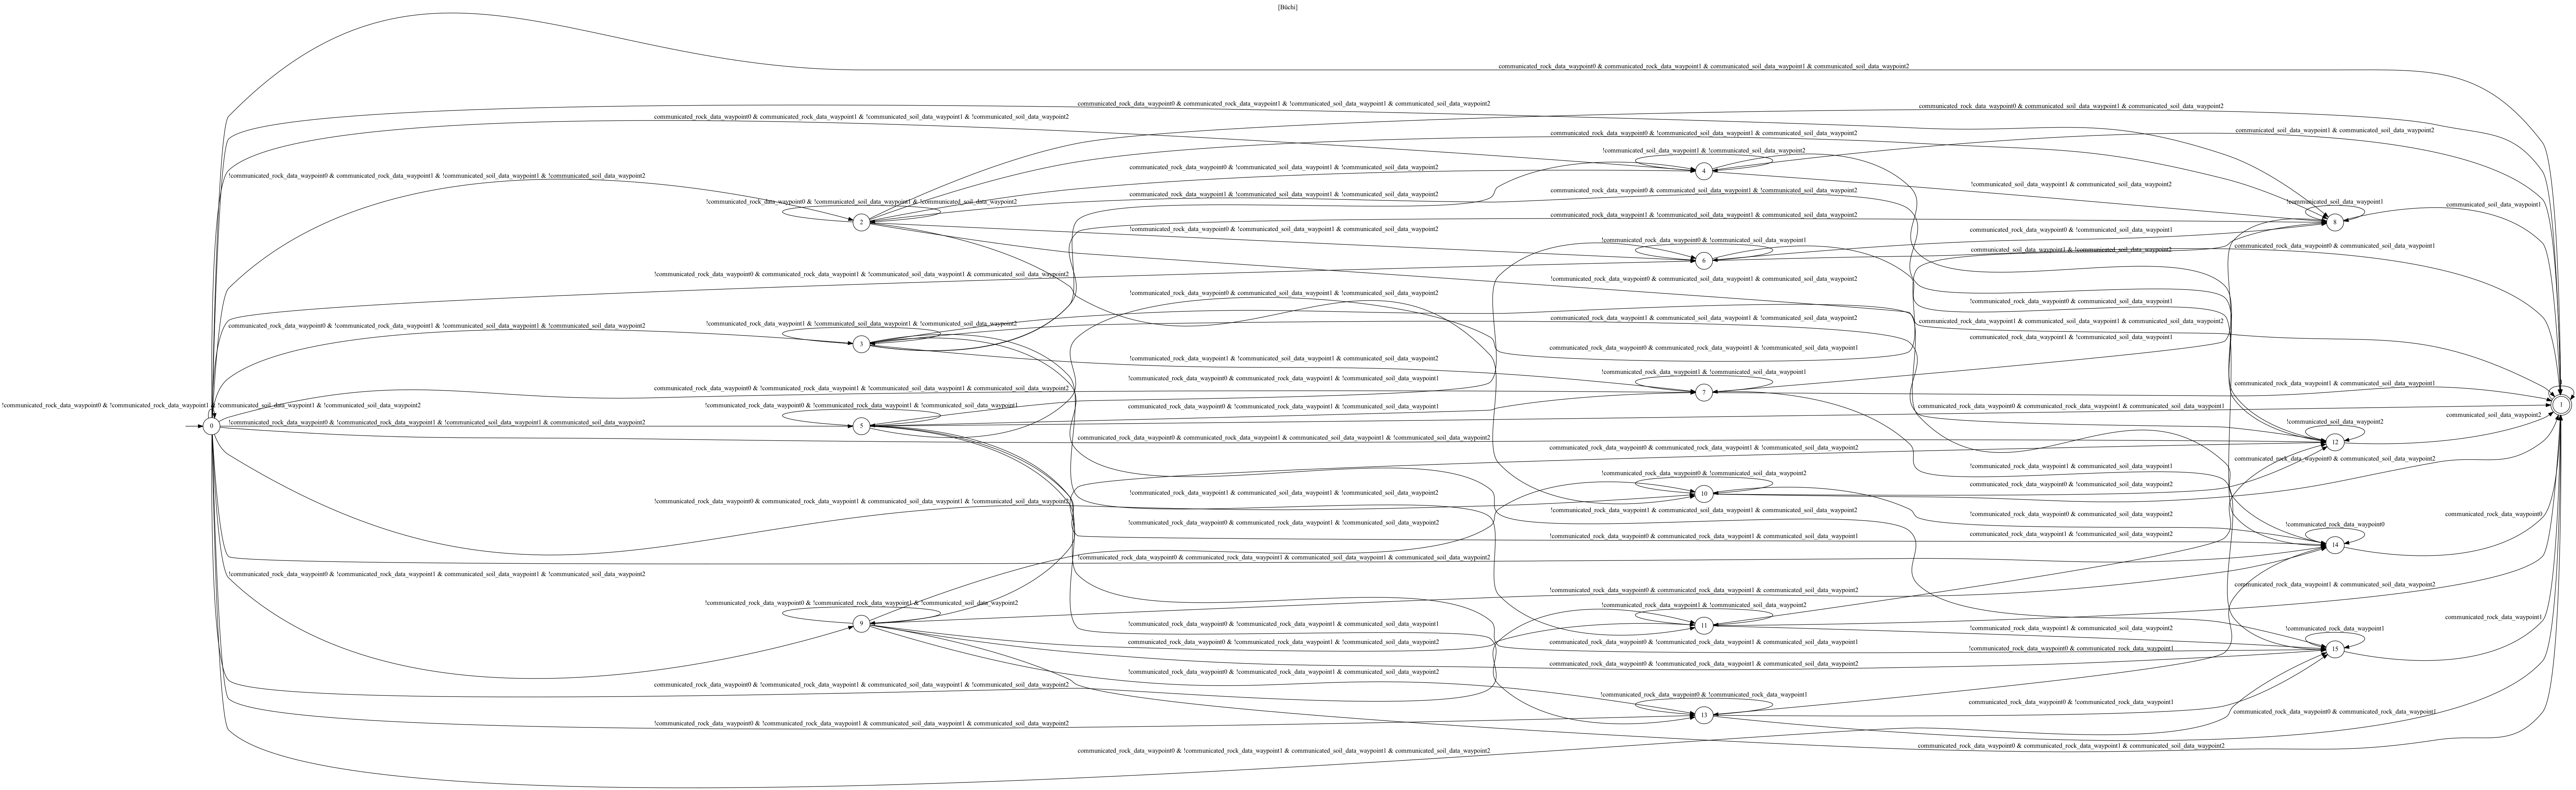 [Büchi]
communicated_rock_data_waypoint0 & communicated_rock_data_waypoint1 & communicated_soil_data_waypoint1 & communicated_soil_data_waypoint2
communicated_rock_data_waypoint0 & communicated_rock_data_waypoint1 & !communicated_soil_data_waypoint1 & communicated_soil_data_waypoint2
communicated_rock_data_waypoint0 & communicated_soil_data_waypoint1 & communicated_soil_data_waypoint2
communicated_rock_data_waypoint0 & communicated_rock_data_waypoint1 & !communicated_soil_data_waypoint1 & !communicated_soil_data_waypoint2
communicated_rock_data_waypoint0 & !communicated_soil_data_waypoint1 & communicated_soil_data_waypoint2
communicated_soil_data_waypoint1 & communicated_soil_data_waypoint2
!communicated_soil_data_waypoint1 & !communicated_soil_data_waypoint2
communicated_rock_data_waypoint0 & !communicated_soil_data_waypoint1 & !communicated_soil_data_waypoint2
4
!communicated_rock_data_waypoint0 & communicated_rock_data_waypoint1 & !communicated_soil_data_waypoint1 & !communicated_soil_data_waypoint2
!communicated_soil_data_waypoint1 & communicated_soil_data_waypoint2
communicated_rock_data_waypoint0 & communicated_soil_data_waypoint1 & !communicated_soil_data_waypoint2
communicated_rock_data_waypoint1 & !communicated_soil_data_waypoint1 & !communicated_soil_data_waypoint2
!communicated_rock_data_waypoint0 & !communicated_soil_data_waypoint1 & !communicated_soil_data_waypoint2
!communicated_soil_data_waypoint1
communicated_soil_data_waypoint1
communicated_rock_data_waypoint1 & !communicated_soil_data_waypoint1 & communicated_soil_data_waypoint2
2
8
!communicated_rock_data_waypoint0 & !communicated_soil_data_waypoint1 & communicated_soil_data_waypoint2
communicated_rock_data_waypoint0 & !communicated_soil_data_waypoint1
!communicated_rock_data_waypoint0 & !communicated_soil_data_waypoint1
communicated_rock_data_waypoint0 & communicated_soil_data_waypoint1
communicated_soil_data_waypoint1 & !communicated_soil_data_waypoint2
6
!communicated_rock_data_waypoint0 & communicated_rock_data_waypoint1 & !communicated_soil_data_waypoint1 & communicated_soil_data_waypoint2
!communicated_rock_data_waypoint0 & communicated_soil_data_waypoint1 & communicated_soil_data_waypoint2
!communicated_rock_data_waypoint0 & communicated_soil_data_waypoint1 & !communicated_soil_data_waypoint2
!communicated_rock_data_waypoint0 & communicated_soil_data_waypoint1
communicated_rock_data_waypoint1 & communicated_soil_data_waypoint1 & !communicated_soil_data_waypoint2
communicated_rock_data_waypoint1 & communicated_soil_data_waypoint1 & communicated_soil_data_waypoint2
communicated_rock_data_waypoint0 & !communicated_rock_data_waypoint1 & !communicated_soil_data_waypoint1 & !communicated_soil_data_waypoint2
!communicated_rock_data_waypoint1 & !communicated_soil_data_waypoint1 & !communicated_soil_data_waypoint2
communicated_rock_data_waypoint1 & !communicated_soil_data_waypoint1
3
communicated_rock_data_waypoint0 & communicated_rock_data_waypoint1 & !communicated_soil_data_waypoint1
!communicated_rock_data_waypoint1 & !communicated_soil_data_waypoint1 & communicated_soil_data_waypoint2
!communicated_rock_data_waypoint1 & !communicated_soil_data_waypoint1
!communicated_rock_data_waypoint0 & communicated_rock_data_waypoint1 & !communicated_soil_data_waypoint1
communicated_rock_data_waypoint1 & communicated_soil_data_waypoint1
communicated_rock_data_waypoint0 & !communicated_rock_data_waypoint1 & !communicated_soil_data_waypoint1 & communicated_soil_data_waypoint2
7
!communicated_rock_data_waypoint0 & !communicated_rock_data_waypoint1 & !communicated_soil_data_waypoint1 & !communicated_soil_data_waypoint2
!communicated_rock_data_waypoint0 & !communicated_rock_data_waypoint1 & !communicated_soil_data_waypoint1
communicated_rock_data_waypoint0 & !communicated_rock_data_waypoint1 & !communicated_soil_data_waypoint1
communicated_rock_data_waypoint0 & communicated_rock_data_waypoint1 & communicated_soil_data_waypoint1
1
communicated_soil_data_waypoint2
!communicated_soil_data_waypoint2
!communicated_rock_data_waypoint0 & !communicated_rock_data_waypoint1 & !communicated_soil_data_waypoint1 & communicated_soil_data_waypoint2
0
5
communicated_rock_data_waypoint0 & communicated_rock_data_waypoint1 & communicated_soil_data_waypoint1 & !communicated_soil_data_waypoint2
12
communicated_rock_data_waypoint0 & communicated_rock_data_waypoint1 & !communicated_soil_data_waypoint2
communicated_rock_data_waypoint0 & communicated_soil_data_waypoint2
!communicated_rock_data_waypoint1 & communicated_soil_data_waypoint1
!communicated_rock_data_waypoint0 & !communicated_soil_data_waypoint2
communicated_rock_data_waypoint0 & !communicated_soil_data_waypoint2
!communicated_rock_data_waypoint1 & communicated_soil_data_waypoint1 & !communicated_soil_data_waypoint2
10
!communicated_rock_data_waypoint0 & communicated_rock_data_waypoint1 & communicated_soil_data_waypoint1 & !communicated_soil_data_waypoint2
!communicated_rock_data_waypoint1 & communicated_soil_data_waypoint1 & communicated_soil_data_waypoint2
!communicated_rock_data_waypoint0 & communicated_soil_data_waypoint2
communicated_rock_data_waypoint0
!communicated_rock_data_waypoint0 & communicated_rock_data_waypoint1 & !communicated_soil_data_waypoint2
!communicated_rock_data_waypoint0
communicated_rock_data_waypoint1 & !communicated_soil_data_waypoint2
!communicated_rock_data_waypoint0 & communicated_rock_data_waypoint1 & communicated_soil_data_waypoint1
14
!communicated_rock_data_waypoint0 & communicated_rock_data_waypoint1 & communicated_soil_data_waypoint1 & communicated_soil_data_waypoint2
!communicated_rock_data_waypoint0 & !communicated_rock_data_waypoint1 & communicated_soil_data_waypoint1 & !communicated_soil_data_waypoint2
communicated_rock_data_waypoint1 & communicated_soil_data_waypoint2
!communicated_rock_data_waypoint0 & communicated_rock_data_waypoint1 & communicated_soil_data_waypoint2
!communicated_rock_data_waypoint0 & !communicated_rock_data_waypoint1 & !communicated_soil_data_waypoint2
!communicated_rock_data_waypoint1 & !communicated_soil_data_waypoint2
communicated_rock_data_waypoint1
9
!communicated_rock_data_waypoint0 & !communicated_rock_data_waypoint1 & communicated_soil_data_waypoint1
11
!communicated_rock_data_waypoint1 & communicated_soil_data_waypoint2
!communicated_rock_data_waypoint1
communicated_rock_data_waypoint0 & !communicated_rock_data_waypoint1 & !communicated_soil_data_waypoint2
communicated_rock_data_waypoint0 & !communicated_rock_data_waypoint1 & communicated_soil_data_waypoint1
!communicated_rock_data_waypoint0 & communicated_rock_data_waypoint1
15
communicated_rock_data_waypoint0 & !communicated_rock_data_waypoint1 & communicated_soil_data_waypoint2
!communicated_rock_data_waypoint0 & !communicated_rock_data_waypoint1 & communicated_soil_data_waypoint2
communicated_rock_data_waypoint0 & !communicated_rock_data_waypoint1 & communicated_soil_data_waypoint1 & !communicated_soil_data_waypoint2
!communicated_rock_data_waypoint0 & !communicated_rock_data_waypoint1
communicated_rock_data_waypoint0 & !communicated_rock_data_waypoint1
communicated_rock_data_waypoint0 & communicated_rock_data_waypoint1
13
!communicated_rock_data_waypoint0 & !communicated_rock_data_waypoint1 & communicated_soil_data_waypoint1 & communicated_soil_data_waypoint2
communicated_rock_data_waypoint0 & communicated_rock_data_waypoint1 & communicated_soil_data_waypoint2
communicated_rock_data_waypoint0 & !communicated_rock_data_waypoint1 & communicated_soil_data_waypoint1 & communicated_soil_data_waypoint2